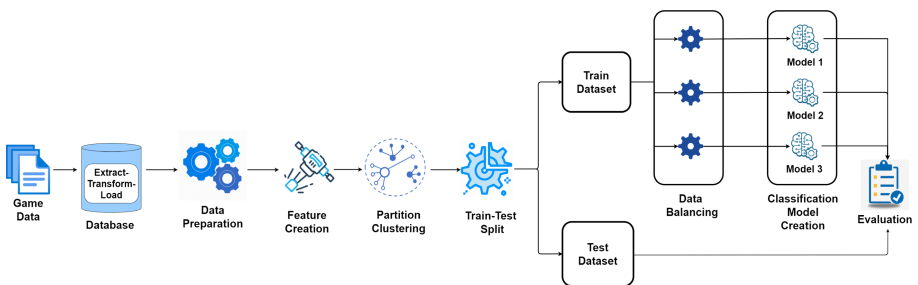 Game
Data
Extract-
Transform-
Load
Database
Data
Preparation
Feature
Creation
Partition
Clustering
Train-Test
Split
Train
Dataset
Test
Dataset
Data
Balancing
Model 1
Model 2
Model 3
Classification
Model
Creation
Evaluation